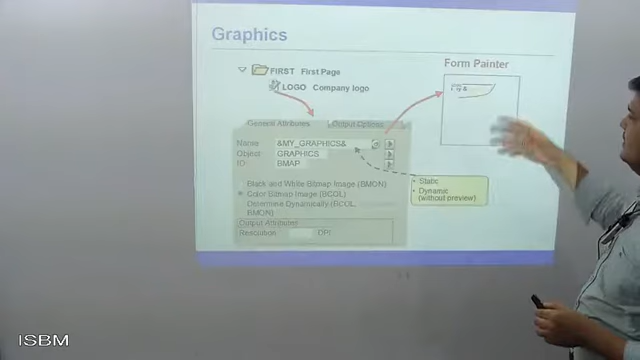 Graphics
FIRST First Page
LOGO Company logo
Form Painter
General Attributes
Output Options
Name &MY_GRAPHICS&
Object GRAPHICS
ID BMAP
• Static
• Dynamic
(without preview)
Black and White Bitmap Image (BMON)
Color Bitmap Image (BCOL)
Determine Dynamically (BCOL,
BMON)
Output Attributes
Resolution DPI
ISBM